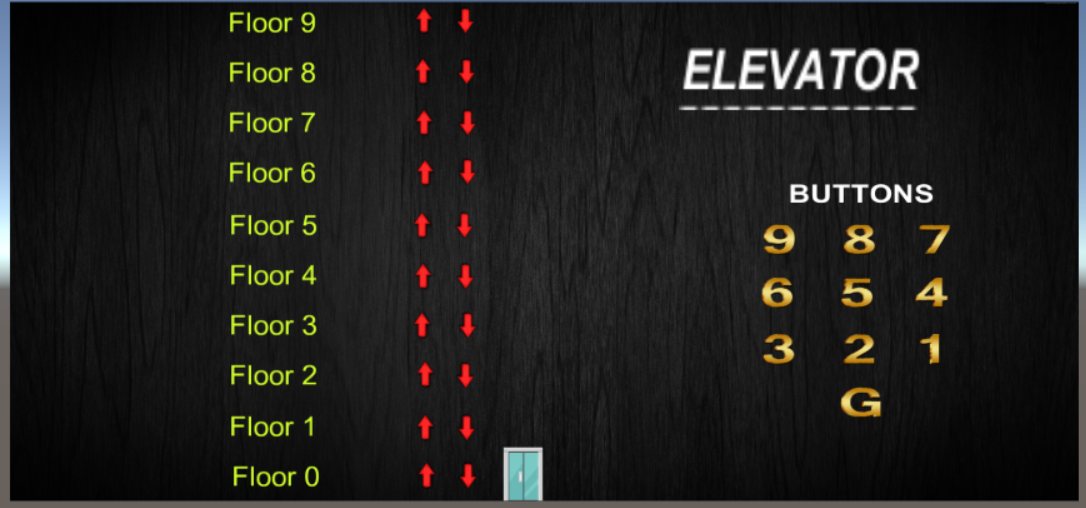 Floor 9
Floor 8
Floor 7
Floor 6
Floor 5
Floor 4
Floor 3
Floor 2
Floor 1
Floor 0
ELEVATOR
BUTTONS
9 8 7
6 5 4
3 2 1
G